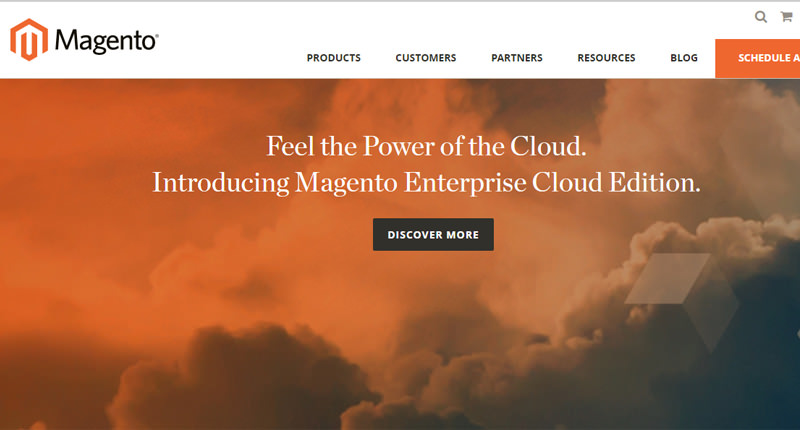 Magento®
PRODUCTS CUSTOMERS PARTNERS RESOURCES BLOG SCHEDULE A
Feel the Power of the Cloud.
Introducing Magento Enterprise Cloud Edition.
DISCOVER MORE